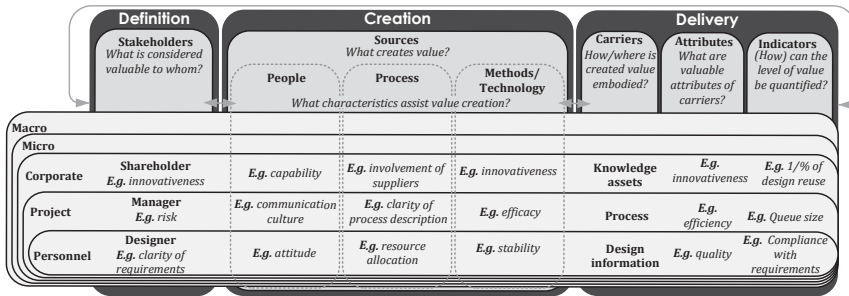 Definition
Creation
Delivery
Stakeholders
What is considered
valuable to whom?
Sources
What creates value?
People
Process
Methods/
Technology
What characteristics assist value creation?
Carriers
How/where is
created value
embodied?
Attributes
What are
valuable
attributes of
carriers?
Indicators
(How) can the
level of value
be quantified?
Macro
Micro
Corporate
Shareholder
E.g. innovativeness
E.g. capability
E.g. involvement of
suppliers
E.g. innovativeness
Knowledge
assets
E.g.
innovativeness
E.g. 1/% of
design reuse
Project
Manager
E.g. risk
E.g. communication
culture
E.g. clarity of
process description
E.g. efficacy
Process
E.g.
efficiency
E.g. Queue size
Personnel
Designer
E.g. clarity of
requirements
E.g. attitude
E.g. resource
allocation
E.g. stability
Design
information
E.g. quality
E.g. Compliance
with
requirements